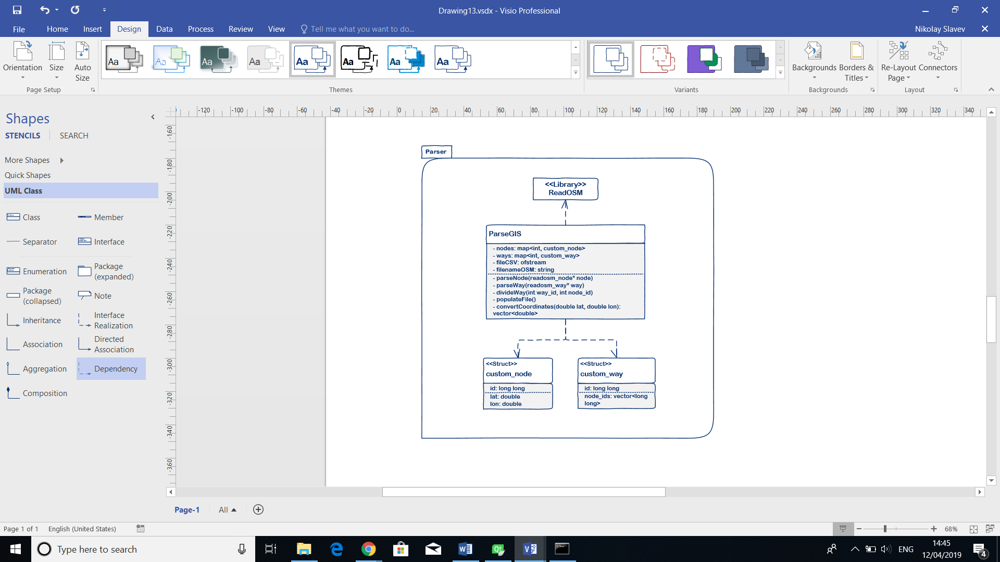 Drawing13.vsdx - Visio Professional
File Home Insert Design Data Process Review View Tell me what you want to do... Nikolay Slavev
Aa Aa Aa Aa Aa Aa Aa Aa
Orientation Size Auto Size
Backgrounds Borders & Titles Re-Layout Page Connectors
Page Setup Themes Variants Backgrounds Layout
Shapes
STENCILS SEARCH
More Shapes
Quick Shapes
UML Class
Class Member
Separator Interface
Enumeration Package (expanded)
Package (collapsed) Note
Inheritance Interface Realization
Association Directed Association
Aggregation Dependency
Composition
-120 -100 -80 -60 -40 -20 0 20 40 60 80 100 120 140 160 180 200 220 240 260 280 300 320 340
-160
-180
-200
-220
-240
-260
-280
-300
-320
-340
-360
Parser
<<Library>>
ReadOSM
ParseGIS
- nodes: map<int, custom_node>
- ways: map<int, custom_way>
- fileCSV: ofstream
- filenameOSM: string
- parseNode(readosm_node* node)
- parseWay(readosm_way* way)
- divideWay(int way_id, int node_id)
- populateFile()
- convertCoordinates(double lat, double lon):
vector<double>
<<Struct>>
custom_node
id: long long
lat: double
lon: double
<<Struct>>
custom_way
id: long long
node_ids: vector<long
long>
Page-1 All
Page 1 of 1 English (United States) 68%
Type here to search
ENG
14:45
12/04/2019
4